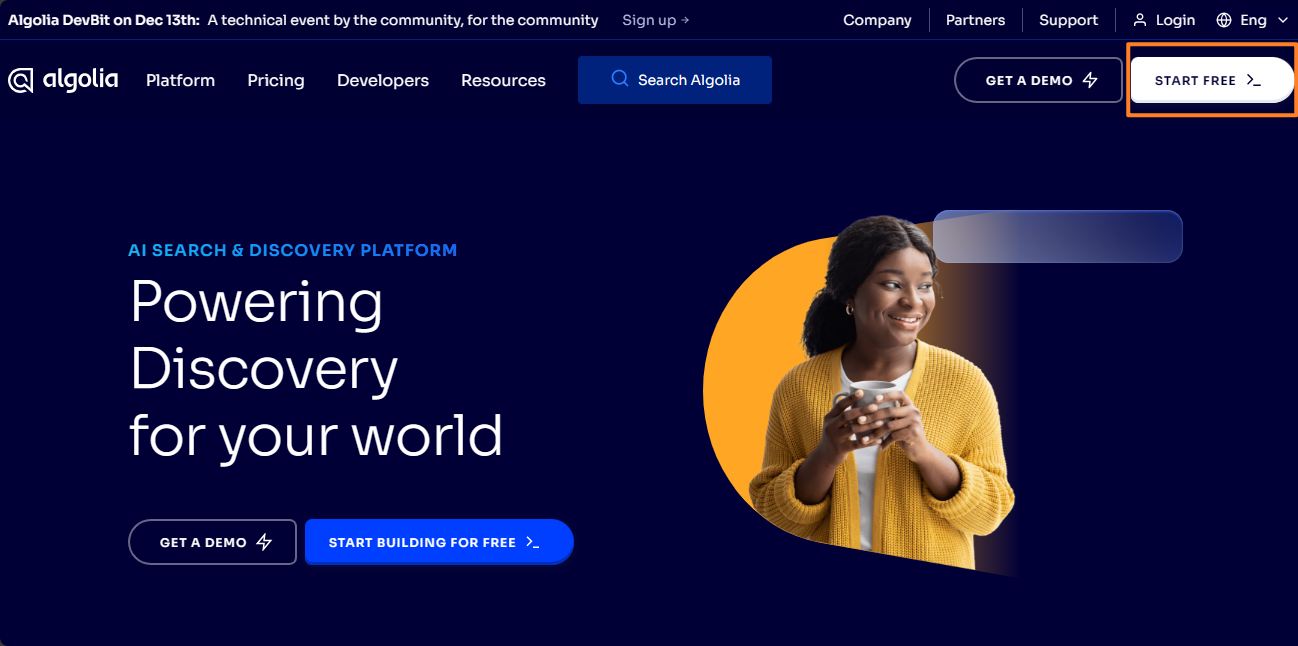 Algolia DevBit on Dec 13th: A technical event by the community, for the community Sign up → Company Partners Support Login Eng
algolia Platform Pricing Developers Resources Search Algolia GET A DEMO START FREE
AI SEARCH & DISCOVERY PLATFORM
Powering
Discovery
for your world
GET A DEMO START BUILDING FOR FREE